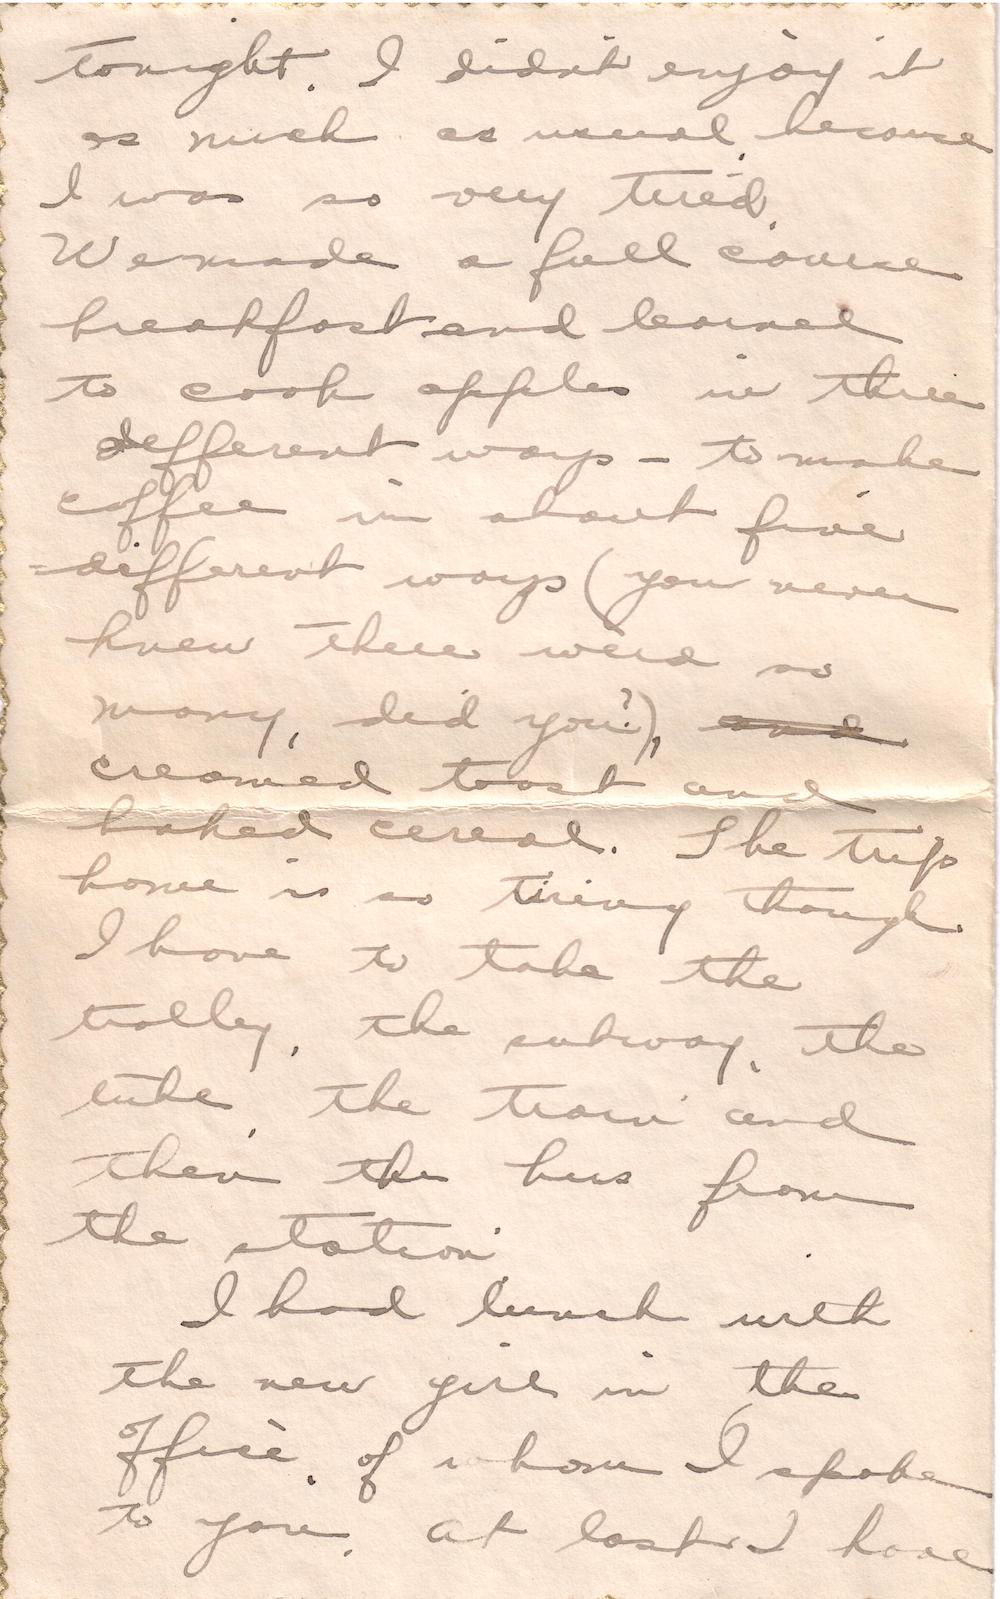 tonight. I didn't enjoy it
as much as usual, because
I was so very tired.
We made a full course
breakfast and learned
to cook apples in three
different ways - to make
coffee in about five
different ways (you never
knew there were so
many, did you?), and
creamed toast and
baked cereal. The trip
home is so tiring though.
I have to take the
trolley, the subway, the
tube, the train and
then the bus from
the station.
I had lunch with
the new girl in the
office, of whom I spoke
to you. At last I have